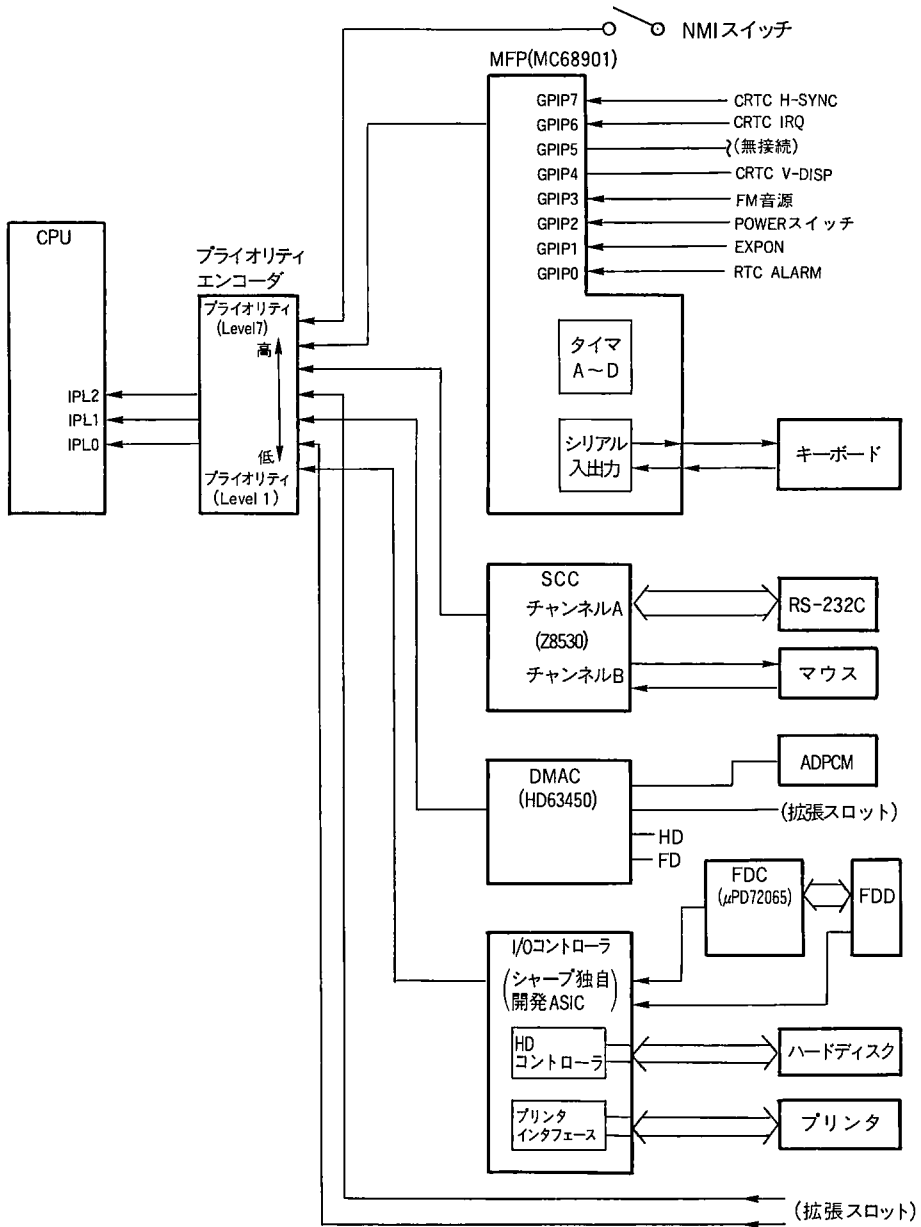 NMIスイッチ
MFP(MC68901)
GPIP7
CRTC H-SYNC
GPIP6
CRTC IRQ
GPIP5
(無接続)
GPIP4
CRTC V-DISP
GPIP3
FM音源
GPIP2
POWERスイッチ
GPIP1
EXPON
GPIP0
RTC ALARM
CPU
IPL2
IPL1
IPL0
プライオリティ
エンコーダ
プライオリティ
(Level7)
高
低
プライオリティ
(Level 1)
タイマ
A～D
シリアル
入出力
キーボード
SCC
チャンネルA
(Z8530)
チャンネルB
RS-232C
マウス
DMAC
(HD63450)
ADPCM
(拡張スロット)
HD
FD
FDC
(μPD72065)
FDD
I/Oコントローラ
(シャープ独自
開発ASIC)
HD
コントローラ
ハードディスク
プリンタ
インタフェース
プリンタ
(拡張スロット)